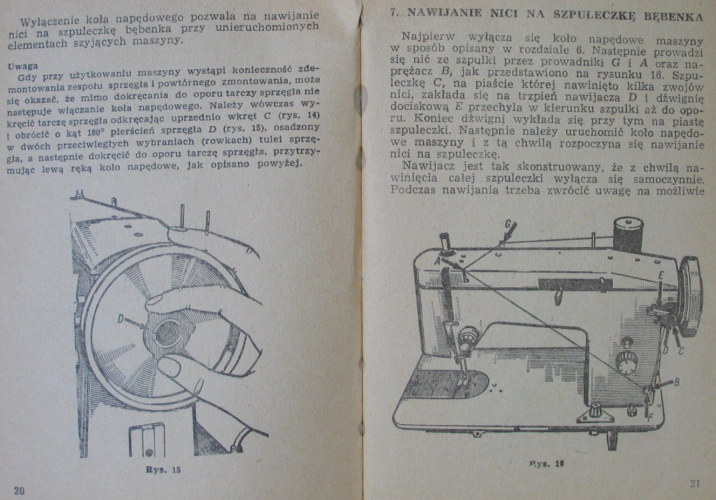 Wyłączenie koła napędowego pozwala na nawijanie
nici na szpuleczkę bębenka przy unieruchomionych
elementach szyjących maszyny.
Uwaga
Gdy przy użytkowaniu maszyny wystąpi konieczność zde-
montowania zespołu sprzęgła i powtórnego zmontowania, może
się okazać, że mimo dokręcania do oporu tarczy sprzęgła nie
następuje włączanie koła napędowego. Należy wówczas wy-
kręcić tarczę sprzęgła odkręcając uprzednio wkręt C (rys. 14)
i obrócić o kąt 180° pierścień sprzęgła D (rys. 15), osadzony
w dwóch przeciwległych wybraniach (rowkach) tulei sprzę-
gła, a następnie dokręcić do oporu tarczę sprzęgła, przytrzy-
mując lewą ręką koło napędowe, jak opisano powyżej.
D
Rys. 15
20
7. NAWIJANIE NICI NA SZPULECZKĘ BĘBENKA
Najpierw wyłącza się koło napędowe maszyny
w sposób opisany w rozdziale 6. Następnie prowadzi
się nić ze szpulki przez prowadniki G i A oraz na-
prężacz B, jak przedstawiono na rysunku 16. Szpu-
leczkę C, na piaście której nawinięto kilka zwojów
nici, zakłada się na trzpień nawijacza D i dźwignię
dociskową E przechyla w kierunku szpulki aż do opo-
ru. Koniec dźwigni wykłada się przy tym na piastę
szpuleczki. Następnie należy uruchomić koło napędo-
we maszyny i z tą chwilą rozpoczyna się nawijanie
nici na szpuleczkę.
Nawijacz jest tak skonstruowany, że z chwilą na-
winięcia całej szpuleczki wyłącza się samoczynnie.
Podczas nawijania trzeba zwrócić uwagę na możliwie
G
A
E
D
C
B
F
Rys. 16
21